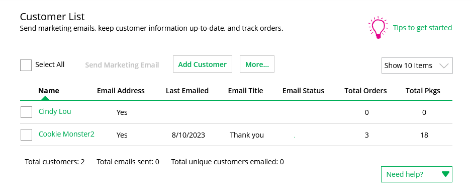 Customer List
Send marketing emails, keep customer information up to date, and track orders.
Tips to get started
Select All Send Marketing Email Add Customer More... Show 10 Items
Name Email Address Last Emailed Email Title Email Status Total Orders Total Pkgs
Cindy Lou Yes 0 0
Cookie Monster2 Yes 8/10/2023 Thank you . 3 18
Total customers: 2 Total emails sent: 0 Total unique customers emailed: 0
Need help?